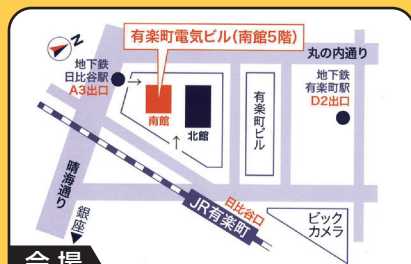 N
有楽町電気ビル(南館5階)
丸の内通り
地下鉄
日比谷駅
A3出口
地下鉄
有楽町駅
D2出口
南館
北館
有楽町ビル
晴海通り
銀座
日比谷口
JR有楽町
ビック
カメラ
会場